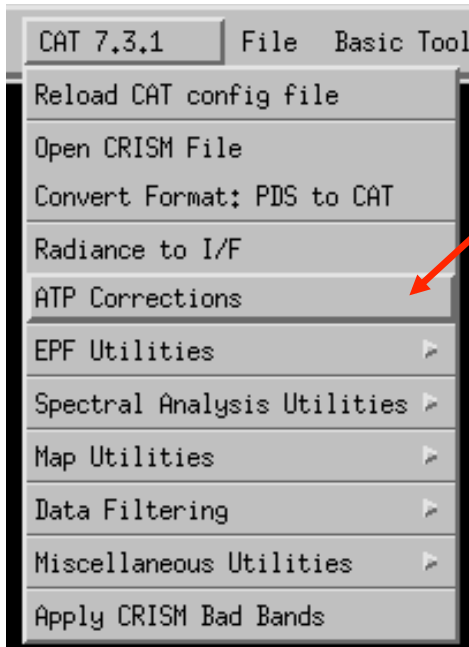 CAT 7.3.1 File Basic Tool
Reload CAT config file
Open CRISM File
Convert Format: PDS to CAT
Radiance to I/F
ATP Corrections
EPF Utilities
Spectral Analysis Utilities
Map Utilities
Data Filtering
Miscellaneous Utilities
Apply CRISM Bad Bands